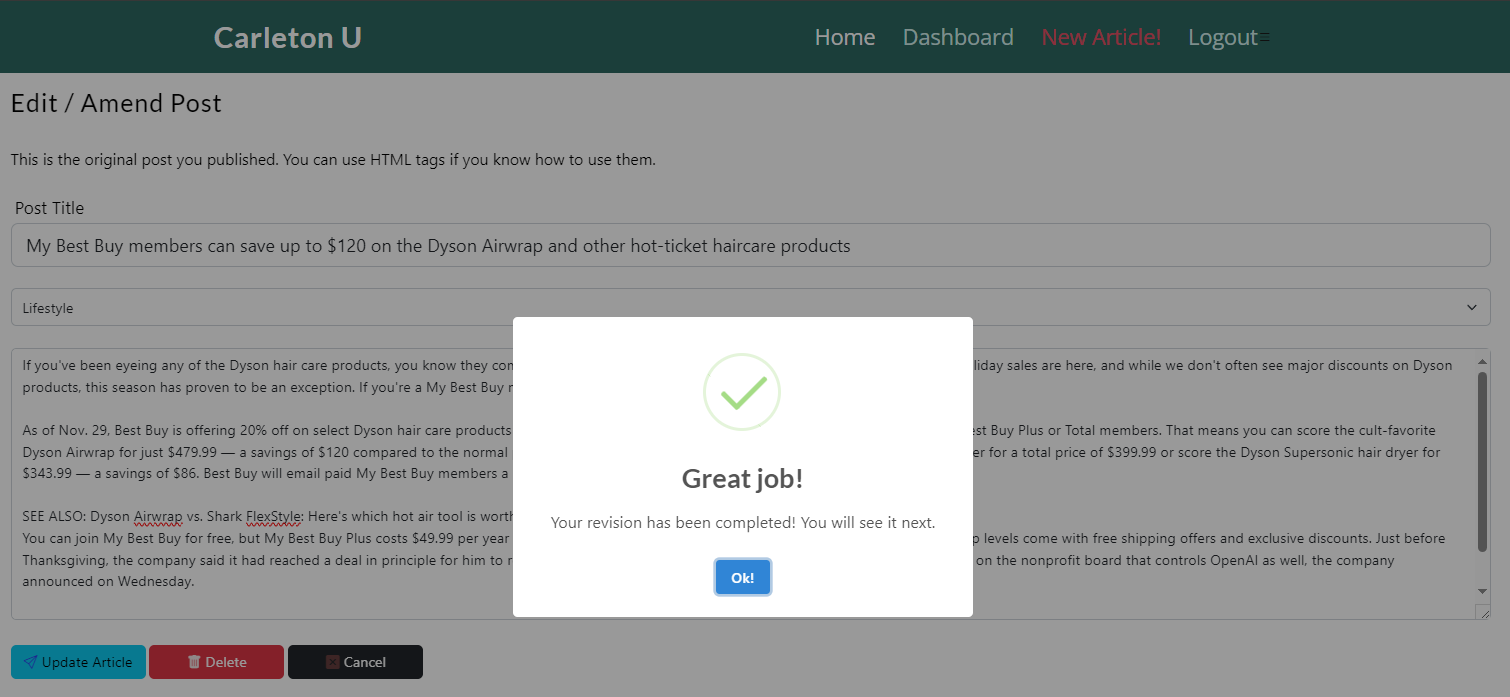 Carleton U
Home Dashboard New Article! Logout
Edit / Amend Post
This is the original post you published. You can use HTML tags if you know how to use them.
Post Title
My Best Buy members can save up to $120 on the Dyson Airwrap and other hot-ticket haircare products
Lifestyle
If you've been eyeing any of the Dyson hair care products, you know they sales are here, and while we don't often see major discounts on Dyson
products, this season has proven to be an exception. If you're a My Best Buy
As of Nov. 29, Best Buy is offering 20% off on select Dyson hair care products Buy Plus or Total members. That means you can score the cult-favorite
Dyson Airwrap for just $479.99 — a savings of $120 compared to the normal for a total price of $399.99 or score the Dyson Supersonic hair dryer for
$343.99 — a savings of $86. Best Buy will email paid My Best Buy members a
SEE ALSO: Dyson Airwrap vs. Shark FlexStyle: Here's which hot air tool is
You can join My Best Buy for free, but My Best Buy Plus costs $49.99 per year levels come with free shipping offers and exclusive discounts. Just before
Thanksgiving, the company said it had reached a deal in principle for him to on the nonprofit board that controls OpenAI as well, the company
announced on Wednesday.
Great job!
Your revision has been completed! You will see it next.
Ok!
Update Article Delete Cancel